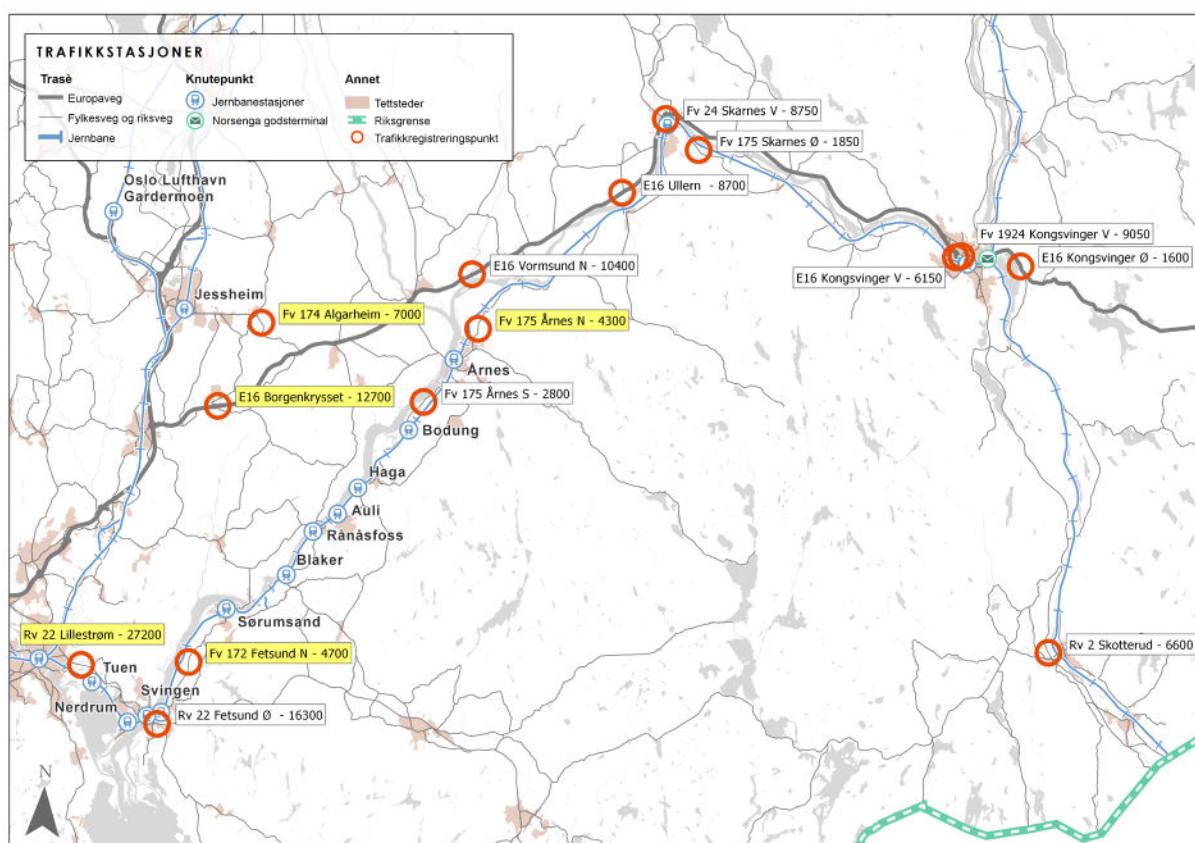 TRAFIKKSTASJONER
Trasè
Europaveg
Fylkesveg og riksveg
Jernbane
Knutepunkt
Jernbanestasjoner
Norsenga godsterminal
Annet
Tettsteder
Riksgrense
Trafikkregistreringspunkt
Fv 24 Skarnes V - 8750
Fv 175 Skarnes Ø - 1850
Oslo Lufthavn
Gardermoen
E16 Ullern - 8700
Fv 1924 Kongsvinger V - 9050
E16 Kongsvinger Ø - 1600
E16 Vormsund N - 10400
E16 Kongsvinger V - 6150
Jessheim
Fv 174 Algarheim - 7000
Fv 175 Årnes N - 4300
Årnes
E16 Borgenkrysset - 12700
Fv 175 Årnes S - 2800
Bodung
Haga
Auli
Rånåsfoss
Blaker
Sørumsand
Rv 22 Lillestrøm - 27200
Tuen
Fv 172 Fetsund N - 4700
Rv 2 Skotterud - 6600
Svingen
Nerdrum
Rv 22 Fetsund Ø - 16300
N